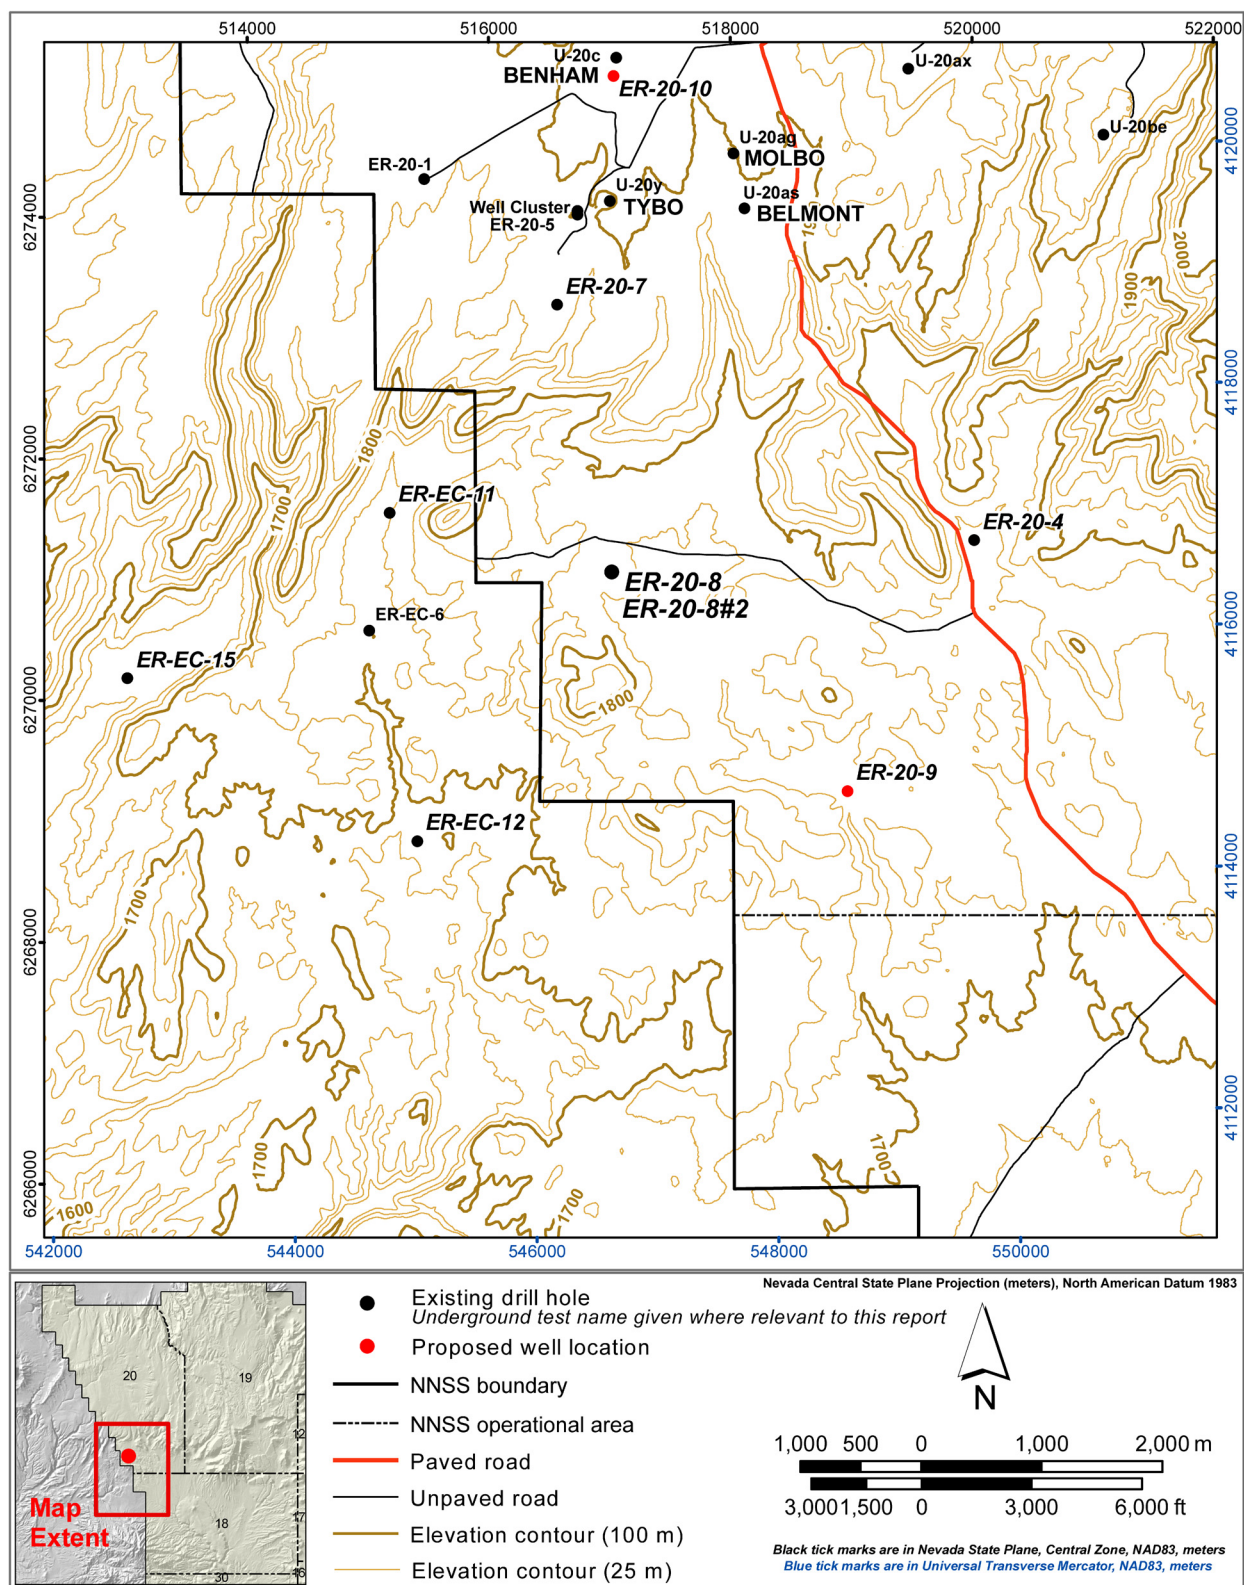 514000
516000
518000
520000
522000
U-20c
BENHAM
ER-20-10
U-20ax
U-20be
4120000
U-20ag
MOLBO
ER-20-1
U-20y
TYBO
Well Cluster
ER-20-5
U-20as
BELMONT
6274000
2000
1900
ER-20-7
4118000
1800
6272000
ER-EC-11
1700
ER-20-4
ER-20-8
ER-20-8#2
ER-EC-6
4116000
ER-EC-15
1800
6270000
ER-20-9
ER-EC-12
4114000
1700
6268000
4112000
1700
1700
6266000
1600
1700
542000
544000
546000
548000
550000
Nevada Central State Plane Projection (meters), North American Datum 1983
20
19
12
Map
Extent
17
18
16
30
Existing drill hole
Underground test name given where relevant to this report
Proposed well location
NNSS boundary
NNSS operational area
Paved road
Unpaved road
Elevation contour (100 m)
Elevation contour (25 m)
N
1,000 500 0 1,000 2,000 m
3,000 1,500 0 3,000 6,000 ft
Black tick marks are in Nevada State Plane, Central Zone, NAD83, meters
Blue tick marks are in Universal Transverse Mercator, NAD83, meters